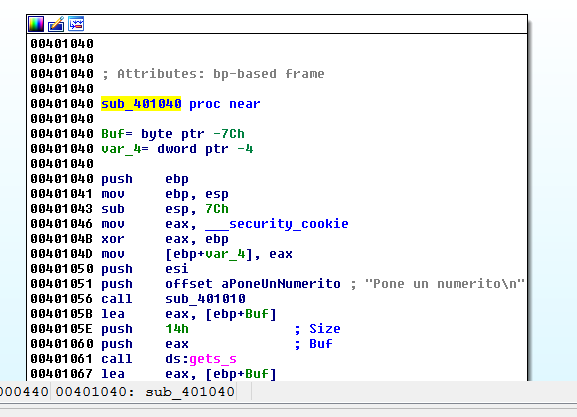 00401040
00401040
00401040 ; Attributes: bp-based frame
00401040
00401040 sub_401040 proc near
00401040
00401040 Buf= byte ptr -7Ch
00401040 var_4= dword ptr -4
00401040
00401040 push ebp
00401041 mov ebp, esp
00401043 sub esp, 7Ch
00401046 mov eax, ___security_cookie
0040104B xor eax, ebp
0040104D mov [ebp+var_4], eax
00401050 push esi
00401051 push offset aPoneUnNumerito ; "Pone un numerito\n"
00401056 call sub_401010
0040105B lea eax, [ebp+Buf]
0040105E push 14h ; Size
00401060 push eax ; Buf
00401061 call ds:gets_s
00401067 lea eax, [ebp+Buf]
000440 00401040: sub_401040